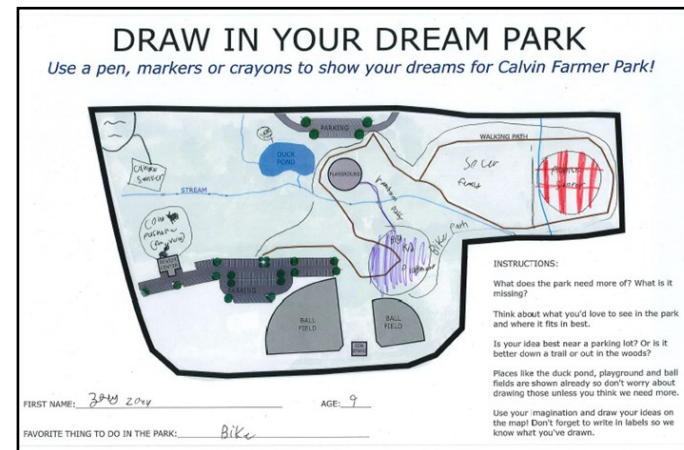 DRAW IN YOUR DREAM PARK
Use a pen, markers or crayons to show your dreams for Calvin Farmer Park!
PARKING
WALKING PATH
DUCK
POND
PLAYGROUND
STREAM
Bike Path
Big
PARKING
BALL
FIELD
BALL
FIELD
INSTRUCTIONS:
What does the park need more of? What is it
missing?
Think about what you'd love to see in the park
and where it fits in best.
Is your idea best near a parking lot? Or is it
better down a trail or out in the woods?
Places like the duck pond, playground and ball
fields are shown already so don't worry about
drawing those unless you think we need more.
Use your imagination and draw your ideas on
the map! Don't forget to write in labels so we
know what you've drawn.
FIRST NAME: Zoey
AGE: 9
FAVORITE THING TO DO IN THE PARK: Bike